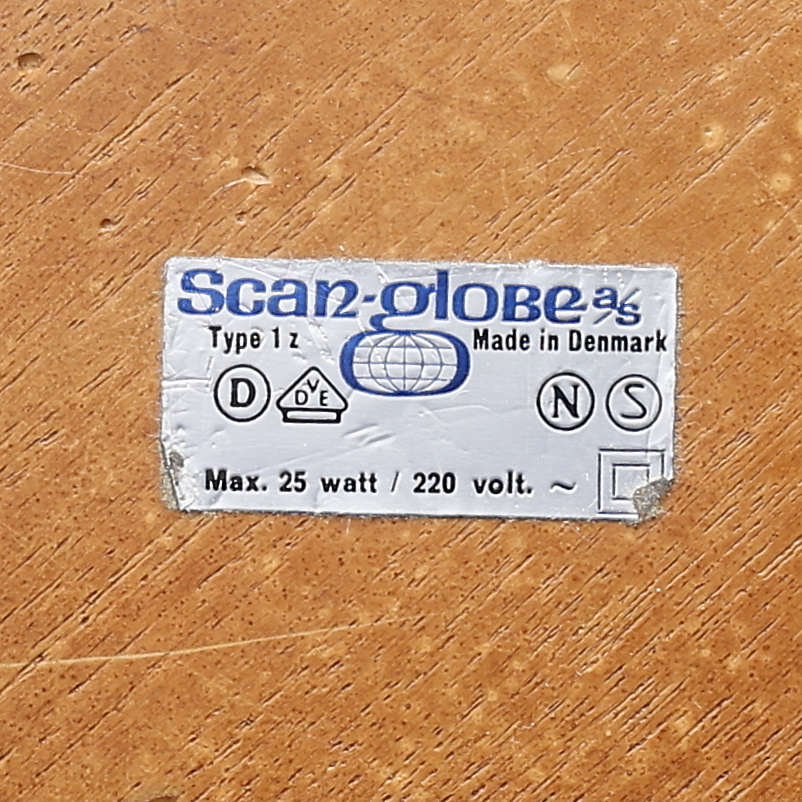 Scan-globe a/s
Type 1 z Made in Denmark
D DVE N S
Max. 25 watt / 220 volt. ~